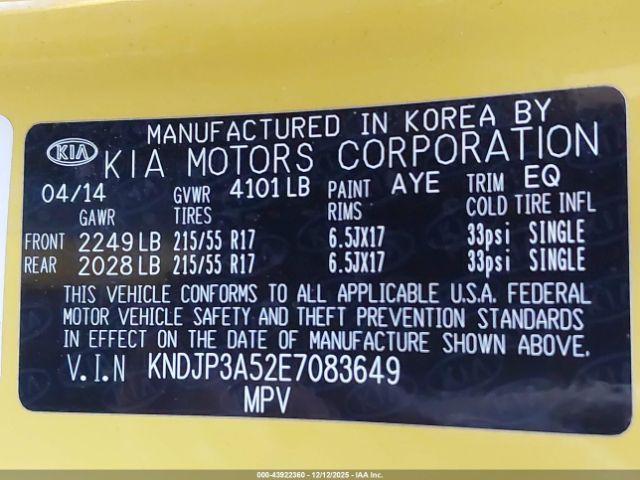 MANUFACTURED IN KOREA BY
KIA KIA MOTORS CORPORATION
04/14 GVWR 4101 LB PAINT AYE TRIM EQ
GAWR TIRES RIMS COLD TIRE INFL
FRONT 2249 LB 215/55 R17 6.5JX17 33psi SINGLE
REAR 2028 LB 215/55 R17 6.5JX17 33psi SINGLE
THIS VEHICLE CONFORMS TO ALL APPLICABLE U.S.A. FEDERAL
MOTOR VEHICLE SAFETY AND THEFT PREVENTION STANDARDS
IN EFFECT ON THE DATE OF MANUFACTURE SHOWN ABOVE.
V.I.N KNDJP3A52E7083649
MPV
000-43922360 - 12/12/2025 - COPART